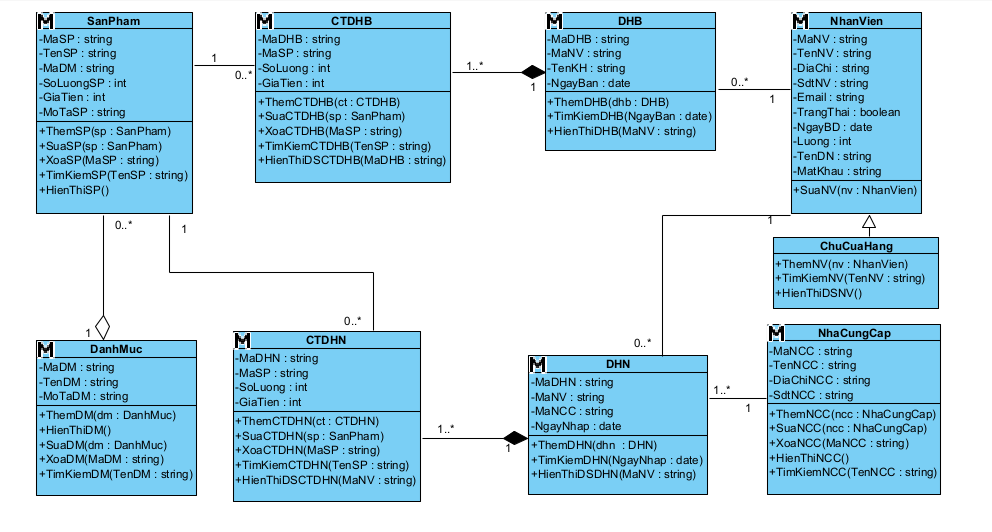 SanPham
-MaSP : string
-TenSP : string
-MaDM : string
-SoLuongSP : int
-GiaTien : int
-MoTaSP : string
+ThemSP(sp : SanPham)
+SuaSP(sp : SanPham)
+XoaSP(MaSP : string)
+TimKiemSP(TenSP : string)
+HienThiSP()
1
0..*
CTDHB
-MaDHB : string
-MaSP : string
-SoLuong : int
-GiaTien : int
+ThemCTDHB(ct : CTDHB)
+SuaCTDHB(sp : SanPham)
+XoaCTDHB(MaSP : string)
+TimKiemCTDHB(TenSP : string)
+HienThiDSCTDHB(MaDHB : string)
1..*
1
DHB
-MaDHB : string
-MaNV : string
-TenKH : string
-NgayBan : date
+ThemDHB(dhb : DHB)
+TimKiemDHB(NgayBan : date)
+HienThiDHB(MaNV : string)
0..*
1
NhanVien
-MaNV : string
-TenNV : string
-DiaChi : string
-SdtNV : string
-Email : string
-TrangThai : boolean
-NgayBD : date
-Luong : int
-TenDN : string
-MatKhau : string
+SuaNV(nv : NhanVien)
0..*
1
1
ChuCuaHang
+ThemNV(nv : NhanVien)
+TimKiemNV(TenNV : string)
+HienThiDSNV()
1
0..*
0..*
DanhMuc
-MaDM : string
-TenDM : string
-MoTaDM : string
+ThemDM(dm : DanhMuc)
+HienThiDM()
+SuaDM(dm : DanhMuc)
+XoaDM(MaDM : string)
+TimKiemDM(TenDM : string)
CTDHN
-MaDHN : string
-MaSP : string
-SoLuong : int
-GiaTien : int
+ThemCTDHN(ct : CTDHN)
+SuaCTDHN(sp : SanPham)
+XoaCTDHN(MaSP : string)
+TimKiemCTDHN(TenSP : string)
+HienThiDSCTDHN(MaNV : string)
1..*
1
DHN
-MaDHN : string
-MaNV : string
-MaNCC : string
-NgayNhap : date
+ThemDHN(dhn : DHN)
+TimKiemDHN(NgayNhap : date)
+HienThiDSDHN(MaNV : string)
1..*
1
NhaCungCap
-MaNCC : string
-TenNCC : string
-DiaChiNCC : string
-SdtNCC : string
+ThemNCC(ncc : NhaCungCap)
+SuaNCC(ncc : NhaCungCap)
+XoaNCC(MaNCC : string)
+HienThiNCC()
+TimKiemNCC(TenNCC : string)